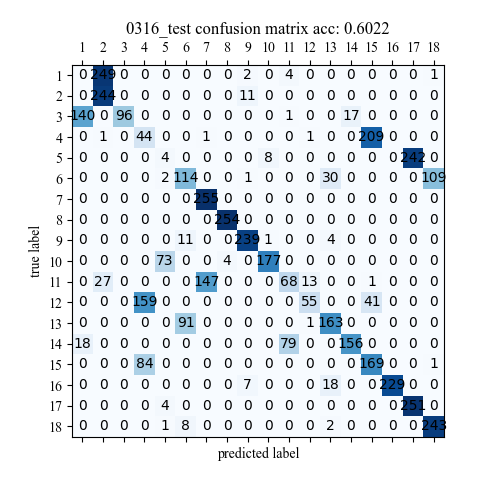 0316_test confusion matrix acc: 0.6022
1 2 3 4 5 6 7 8 9 10 11 12 13 14 15 16 17 18
1 0 249 0 0 0 0 0 0 2 0 4 0 0 0 0 0 0 1
2 0 244 0 0 0 0 0 0 11 0 0 0 0 0 0 0 0 0
3 140 0 96 0 0 0 0 0 0 0 1 0 0 17 0 0 0 0
4 0 1 0 44 0 0 1 0 0 0 0 1 0 0 209 0 0 0
5 0 0 0 0 4 0 0 0 0 8 0 0 0 0 0 0 242 0
6 0 0 0 0 2 114 0 0 1 0 0 0 30 0 0 0 0 109
7 0 0 0 0 0 0 255 0 0 0 0 0 0 0 0 0 0 0
8 0 0 0 0 0 0 0 254 0 0 0 0 0 0 0 0 0 0
9 0 0 0 0 0 11 0 0 239 1 0 0 4 0 0 0 0 0
10 0 0 0 0 73 0 0 4 0 177 0 0 0 0 0 0 0 0
11 0 27 0 0 0 0 147 0 0 0 68 13 0 0 1 0 0 0
12 0 0 0 159 0 0 0 0 0 0 0 55 0 0 41 0 0 0
13 0 0 0 0 0 91 0 0 0 0 0 1 163 0 0 0 0 0
14 18 0 0 0 0 0 0 0 0 0 79 0 0 156 0 0 0 0
15 0 0 0 84 0 0 0 0 0 0 0 0 0 0 169 0 0 1
16 0 0 0 0 0 0 0 0 7 0 0 0 18 0 0 229 0 0
17 0 0 0 0 4 0 0 0 0 0 0 0 0 0 0 0 251 0
18 0 0 0 0 1 8 0 0 0 0 0 0 2 0 0 0 0 243
true label
predicted label